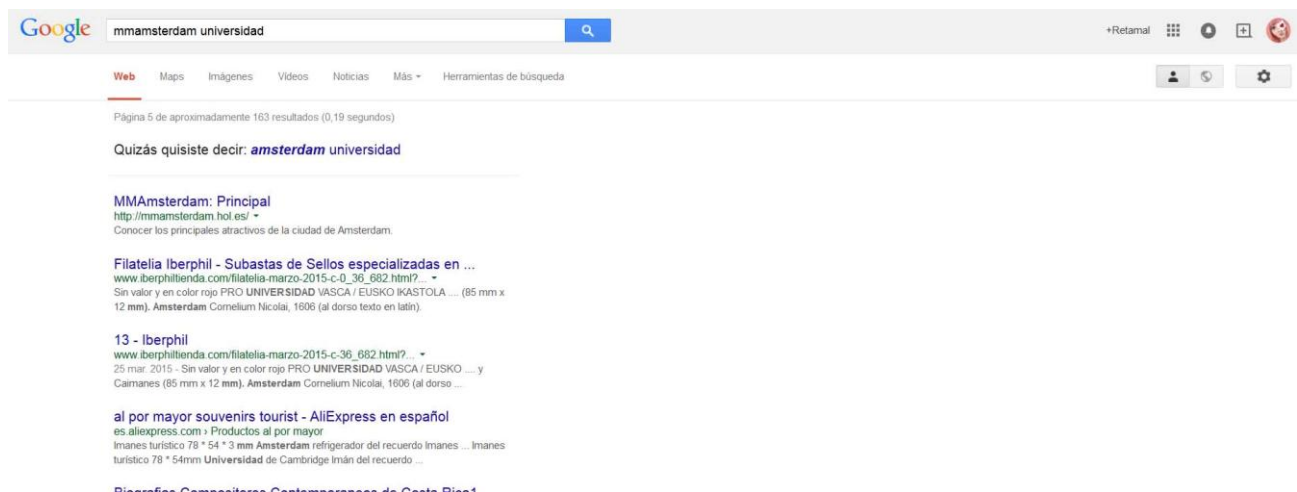 Google mmamsterdam universidad +Retamal
Web Maps Imágenes Vídeos Noticias Más Herramientas de búsqueda
Página 5 de aproximadamente 163 resultados (0,19 segundos)
Quizás quisiste decir: amsterdam universidad
MMAmsterdam: Principal
http://mmamsterdam.hol.es/
Conocer los principales atractivos de la ciudad de Amsterdam.
Filatelia Iberphil - Subastas de Sellos especializadas en ...
www.iberphiltienda.com/filatelia-marzo-2015-c-0_36_682.html?...
Sin valor y en color rojo PRO UNIVERSIDAD VASCA / EUSKO IKASTOLA .... (85 mm x
12 mm). Amsterdam Cornelium Nicolai, 1606 (al dorso texto en latín).
13 - Iberphil
www.iberphiltienda.com/filatelia-marzo-2015-c-36_682.html?...
25 mar. 2015 - Sin valor y en color rojo PRO UNIVERSIDAD VASCA / EUSKO .... y
Caimanes (85 mm x 12 mm). Amsterdam Cornelium Nicolai, 1606 (al dorso ...
al por mayor souvenirs tourist - AliExpress en español
es.aliexpress.com › Productos al por mayor
Imanes turístico 78 * 54 * 3 mm Amsterdam refrigerador del recuerdo Imanes ... Imanes
turístico 78 * 54mm Universidad de Cambridge Imán del recuerdo ...
Biografias Compositores Contemporaneos de Costa Rica1